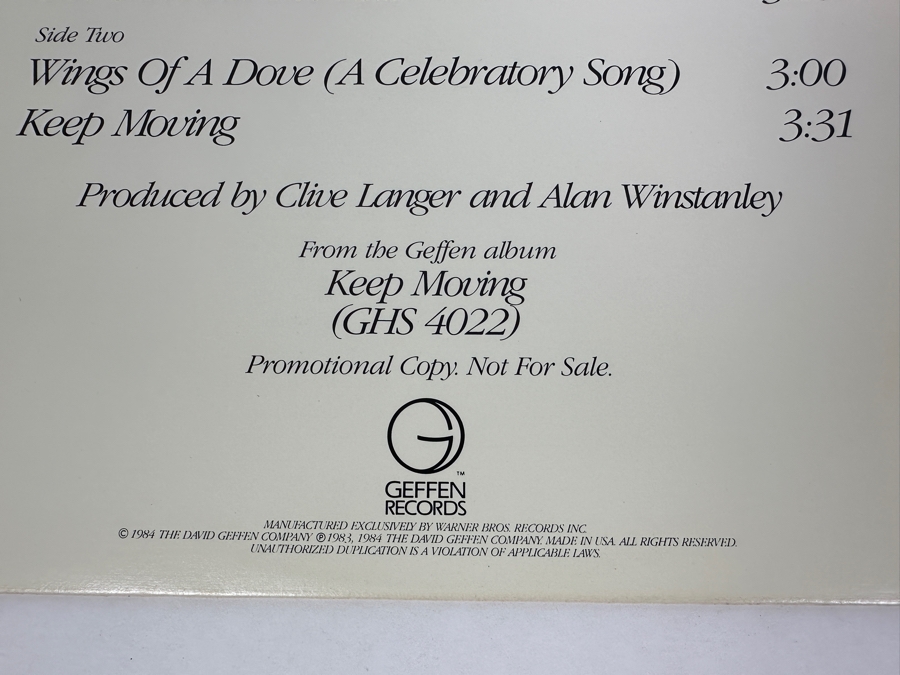 Side Two
Wings Of A Dove (A Celebratory Song) 3:00
Keep Moving 3:31
Produced by Clive Langer and Alan Winstanley
From the Geffen album
Keep Moving
(GHS 4022)
Promotional Copy. Not For Sale.
G
™
GEFFEN
RECORDS
MANUFACTURED EXCLUSIVELY BY WARNER BROS. RECORDS INC.
© 1984 THE DAVID GEFFEN COMPANY ℗ 1983, 1984 THE DAVID GEFFEN COMPANY. MADE IN USA. ALL RIGHTS RESERVED.
UNAUTHORIZED DUPLICATION IS A VIOLATION OF APPLICABLE LAWS.